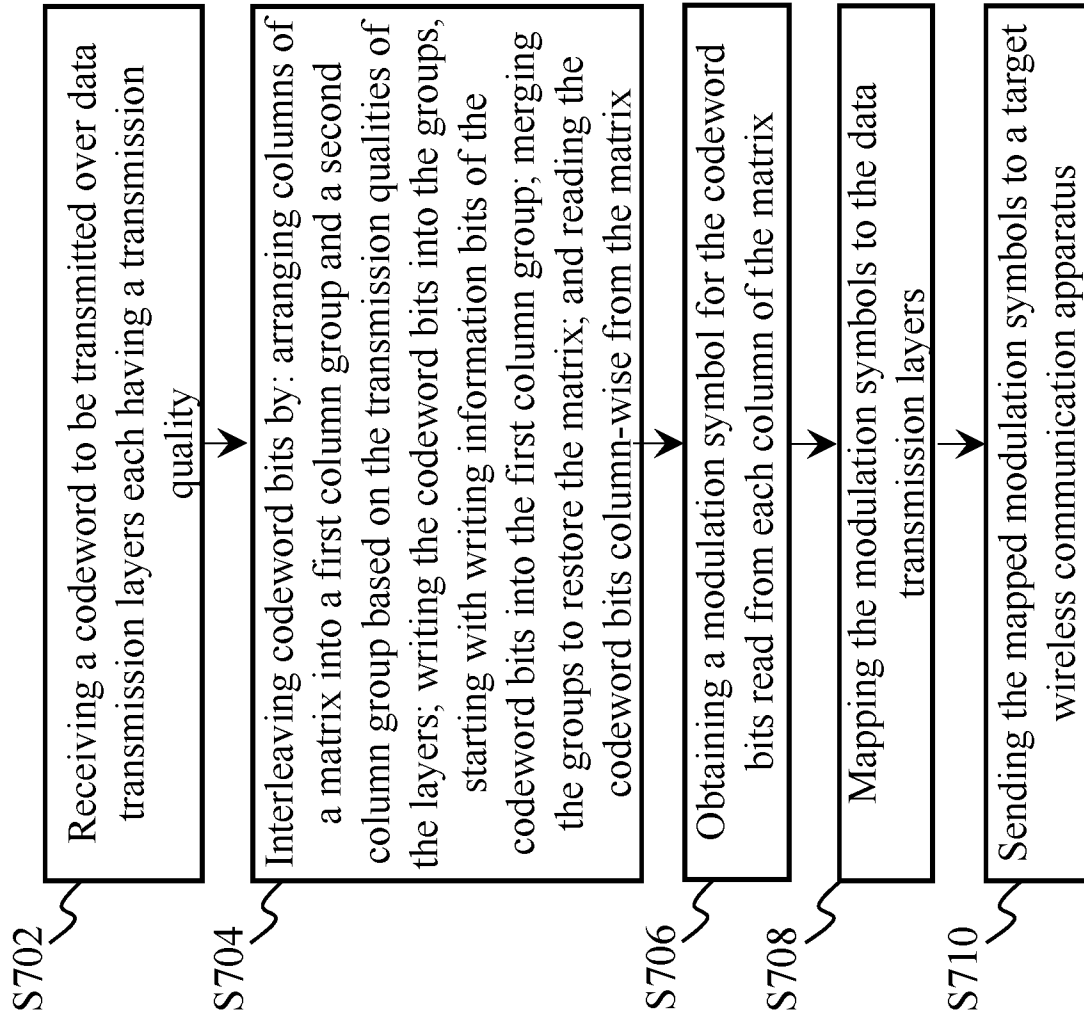 S702
Receiving a codeword to be transmitted over data
transmission layers each having a transmission
quality
S704
Interleaving codeword bits by: arranging columns of
a matrix into a first column group and a second
column group based on the transmission qualities of
the layers; writing the codeword bits into the groups,
starting with writing information bits of the
codeword bits into the first column group; merging
the groups to restore the matrix; and reading the
codeword bits column-wise from the matrix
S706
Obtaining a modulation symbol for the codeword
bits read from each column of the matrix
S708
Mapping the modulation symbols to the data
transmission layers
S710
Sending the mapped modulation symbols to a target
wireless communication apparatus